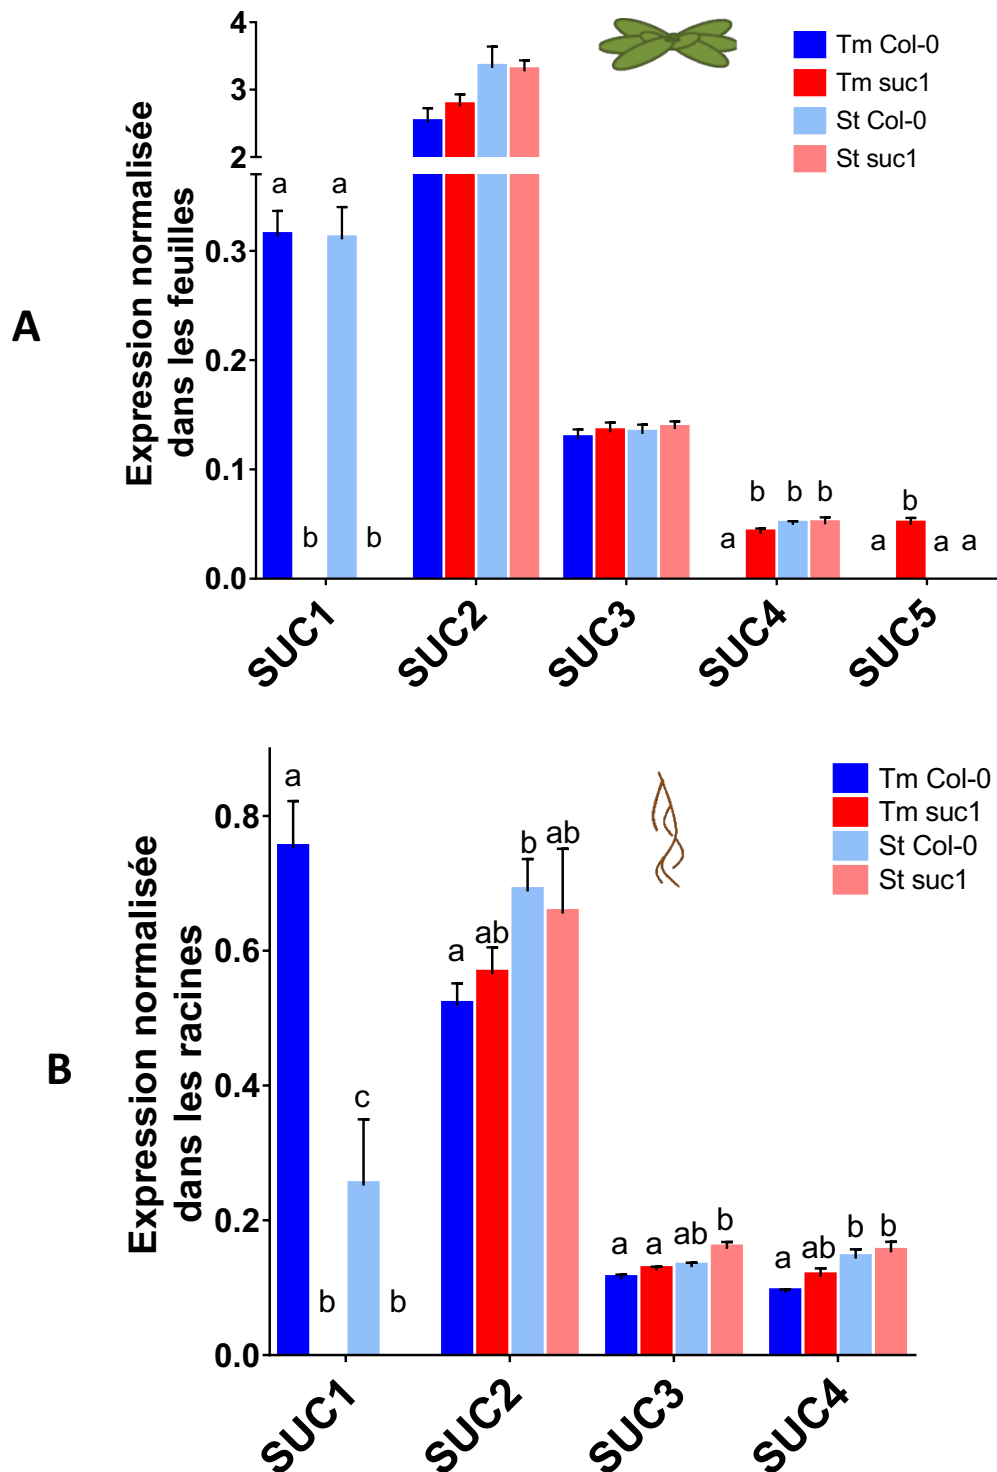 A
Expression normalisée
dans les feuilles
4
3
2
0.3
0.2
0.1
0.0
Tm Col-0
Tm suc1
St Col-0
St suc1
a
b
a
b
a
b
b
b
a
b
a
a
SUC1
SUC2
SUC3
SUC4
SUC5
B
Expression normalisée
dans les racines
0.8
0.6
0.4
0.2
0.0
Tm Col-0
Tm suc1
St Col-0
St suc1
a
b
c
b
a
ab
b
ab
a
a
ab
b
a
ab
b
b
SUC1
SUC2
SUC3
SUC4